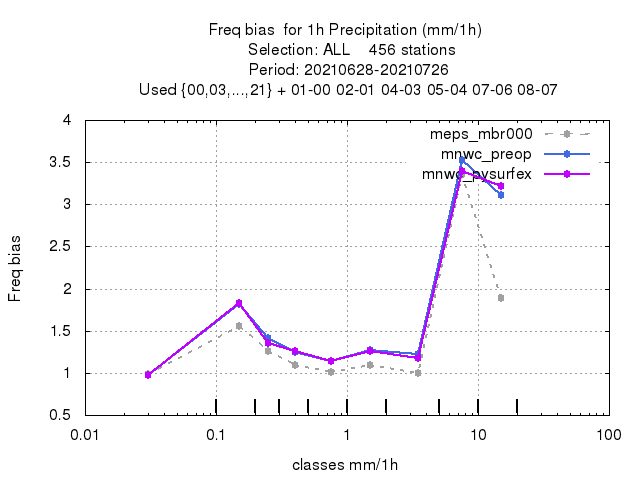 Freq bias  for 1h Precipitation (mm/1h)
Selection: ALL    456 stations
Period: 20210628-20210726
Used {00,03,...,21} + 01-00 02-01 04-03 05-04 07-06 08-07
meps_mbr000
mnwc_preop
mnwc_pysurfex
4
3.5
3
2.5
2
1.5
1
0.5
Freq bias
0.01
0.1
1
10
100
classes mm/1h